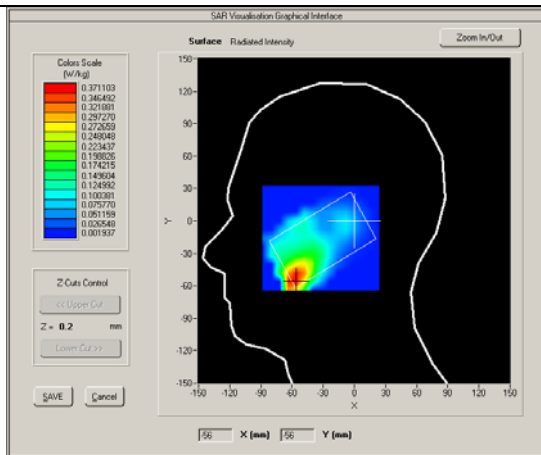 SAR Visualisation Graphical Interface
Surface Radiated Intensity
Zoom In/Out
Colors Scale
(W/kg)
0.371103
0.346492
0.321881
0.297270
0.272659
0.248048
0.223437
0.198826
0.174215
0.149604
0.124992
0.100381
0.075770
0.051159
0.026548
0.001937
Z Cuts Control
<< Upper Cut
Z = 0.2 mm
Lower Cut >>
SAVE
Cancel
150
120
90
60
30
0
-30
-60
-90
-120
-150
Y
-150 -120 -90 -60 -30 0 30 60 90 120 150
X
-56 X (mm) -56 Y (mm)